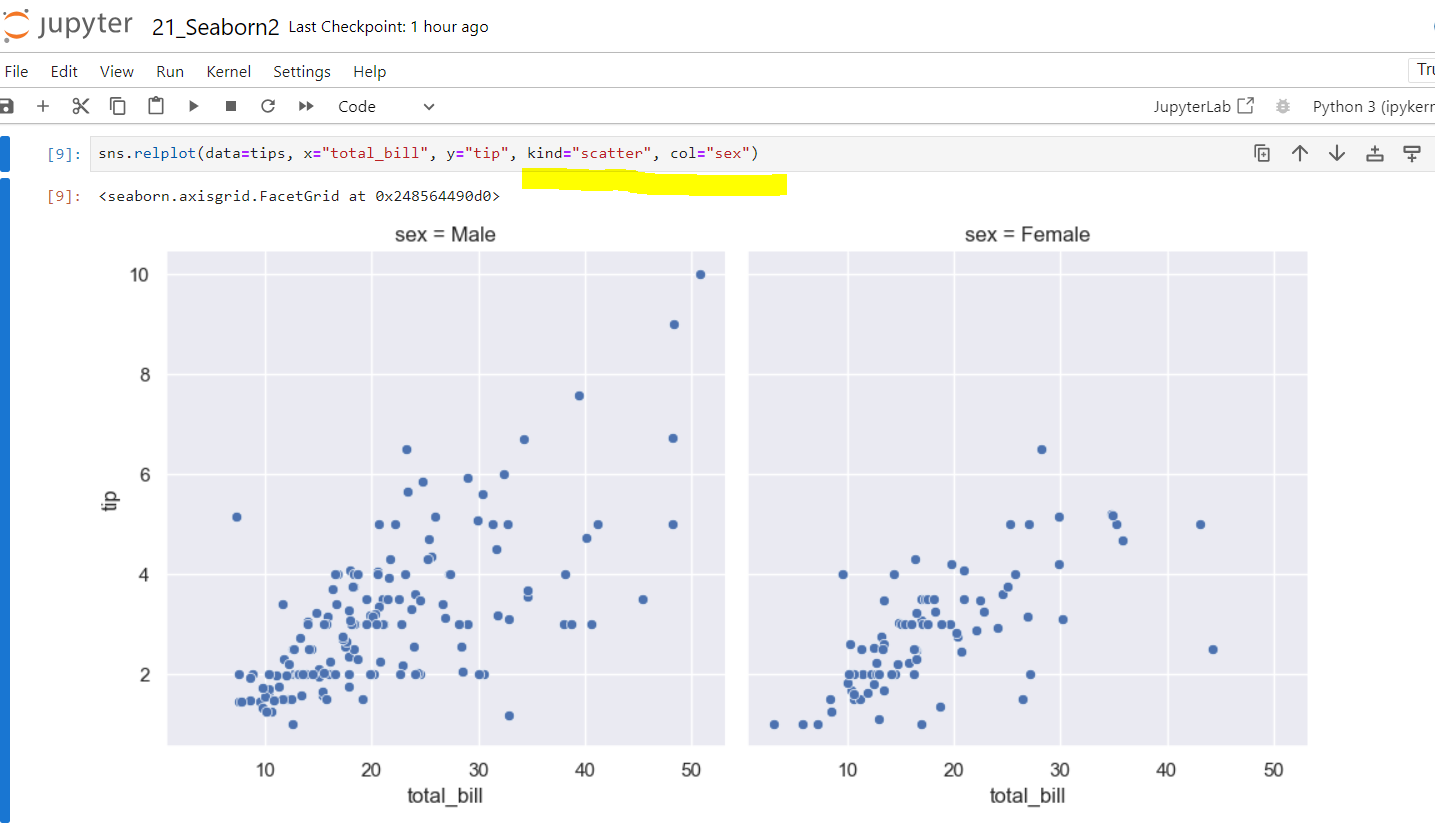 jupyter 21_Seaborn2 Last Checkpoint: 1 hour ago
File Edit View Run Kernel Settings Help
Code JupyterLab Python 3
[9]: sns.relplot(data=tips, x="total_bill", y="tip", kind="scatter", col="sex")
[9]: <seaborn.axisgrid.FacetGrid at 0x248564490d0>
sex = Male sex = Female
10
8
6
4
2
tip
10 20 30 40 50 10 20 30 40 50
total_bill total_bill